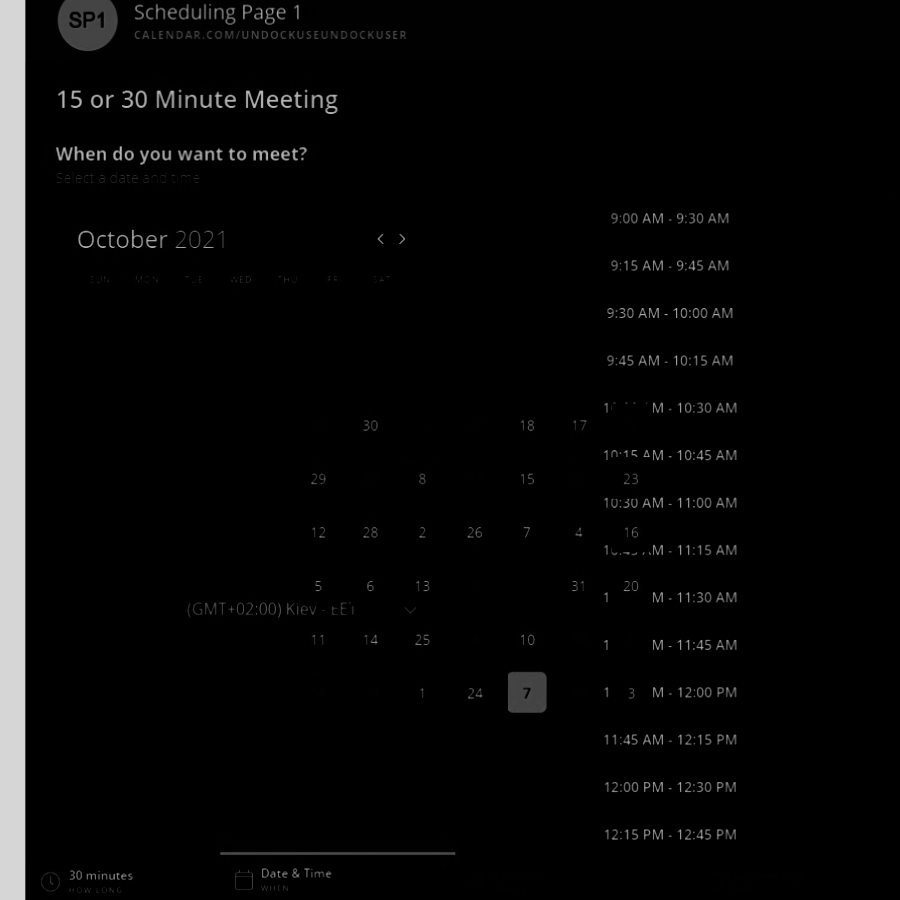 SP1
Scheduling Page 1
CALENDAR.COM/UNDOCKUSEUNDOCKUSER
15 or 30 Minute Meeting
When do you want to meet?
Select a date and time
October 2021
SUN MON TUE WED THU FRI SAT
9:00 AM - 9:30 AM
9:15 AM - 9:45 AM
9:30 AM - 10:00 AM
9:45 AM - 10:15 AM
M - 10:30 AM
10:15 AM - 10:45 AM
10:30 AM - 11:00 AM
M - 11:15 AM
1 M - 11:30 AM
1 M - 11:45 AM
1 M - 12:00 PM
11:45 AM - 12:15 PM
12:00 PM - 12:30 PM
12:15 PM - 12:45 PM
30 18 17
29 8 15 23
12 28 2 26 7 4 16
5 6 13 31 20
(GMT+02:00) Kiev - EET
11 14 25 10
1 24 7 3
30 minutes
HOW LONG
Date & Time
WHEN